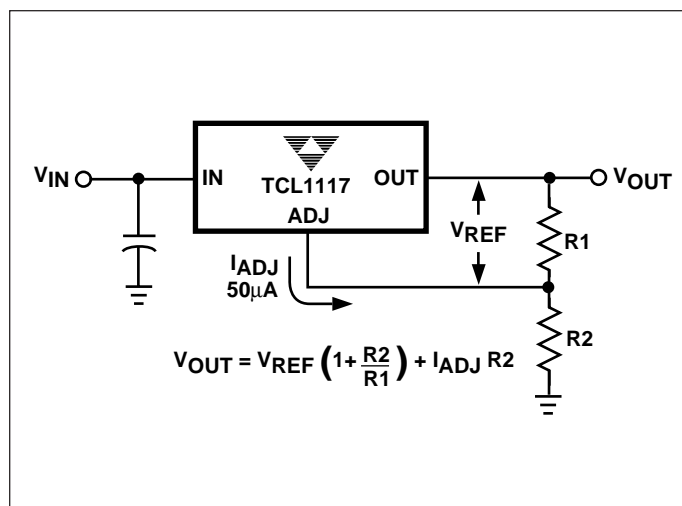 VIN
IN
TCL1117
OUT
ADJ
VOUT
VREF
R1
IADJ
50µA
R2
VOUT = VREF (1+ R2/R1) + IADJ R2